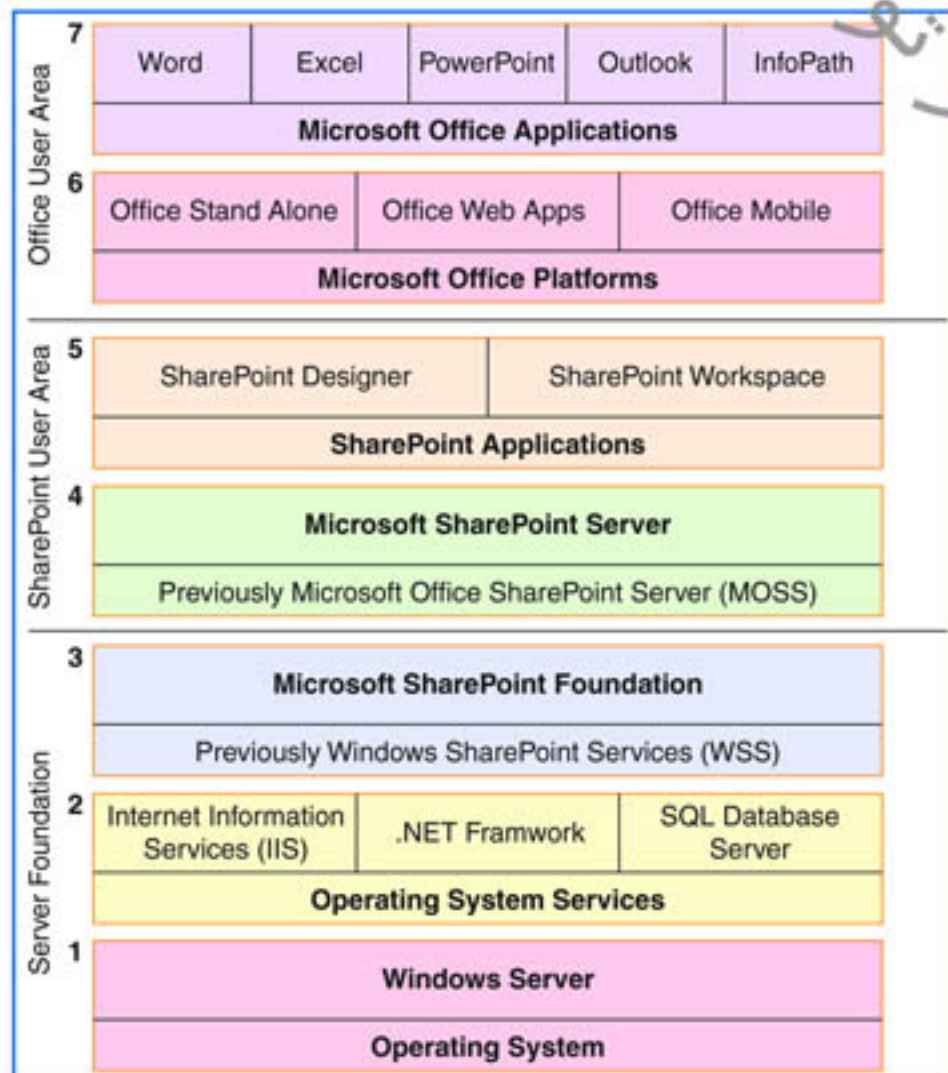 Office User Area
7
Word Excel PowerPoint Outlook InfoPath
Microsoft Office Applications
6
Office Stand Alone Office Web Apps Office Mobile
Microsoft Office Platforms
SharePoint User Area
5
SharePoint Designer SharePoint Workspace
SharePoint Applications
4
Microsoft SharePoint Server
Previously Microsoft Office SharePoint Server (MOSS)
Server Foundation
3
Microsoft SharePoint Foundation
Previously Windows SharePoint Services (WSS)
2
Internet Information
Services (IIS)
.NET Framwork
SQL Database
Server
Operating System Services
1
Windows Server
Operating System